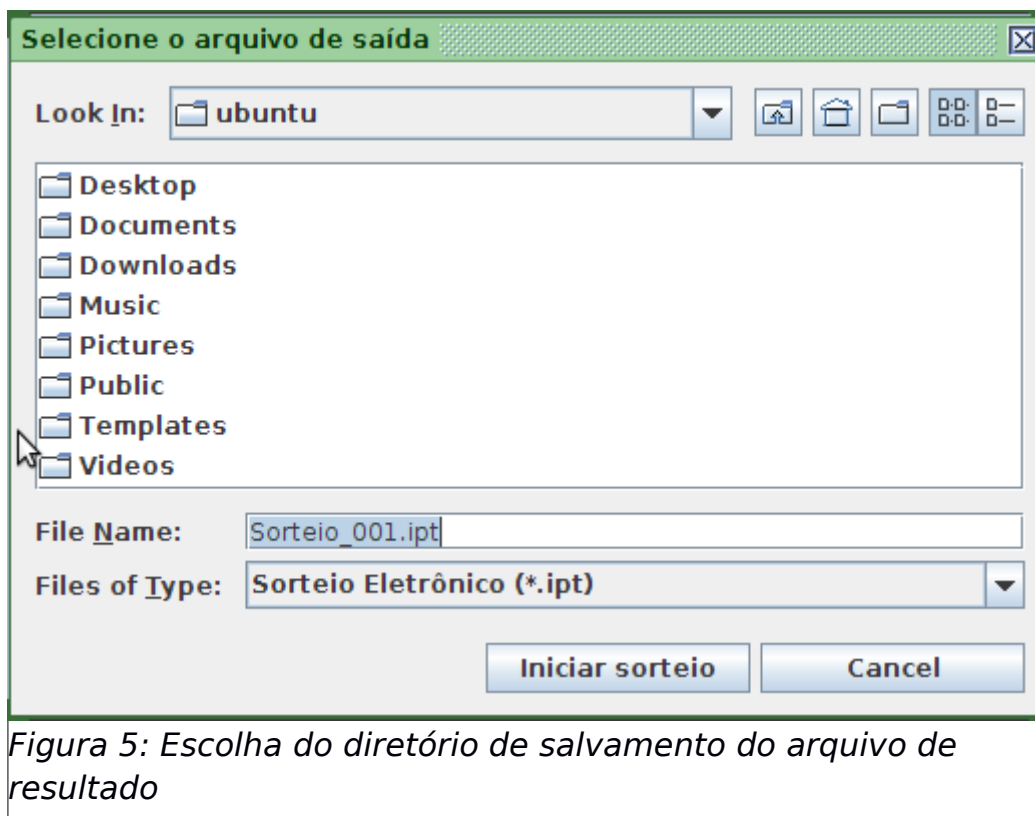 Selecione o arquivo de saída
Look In: ubuntu
Desktop
Documents
Downloads
Music
Pictures
Public
Templates
Videos
File Name: Sorteio_001.ipt
Files of Type: Sorteio Eletrônico (*.ipt)
Iniciar sorteio Cancel
Figura 5: Escolha do diretório de salvamento do arquivo de
resultado